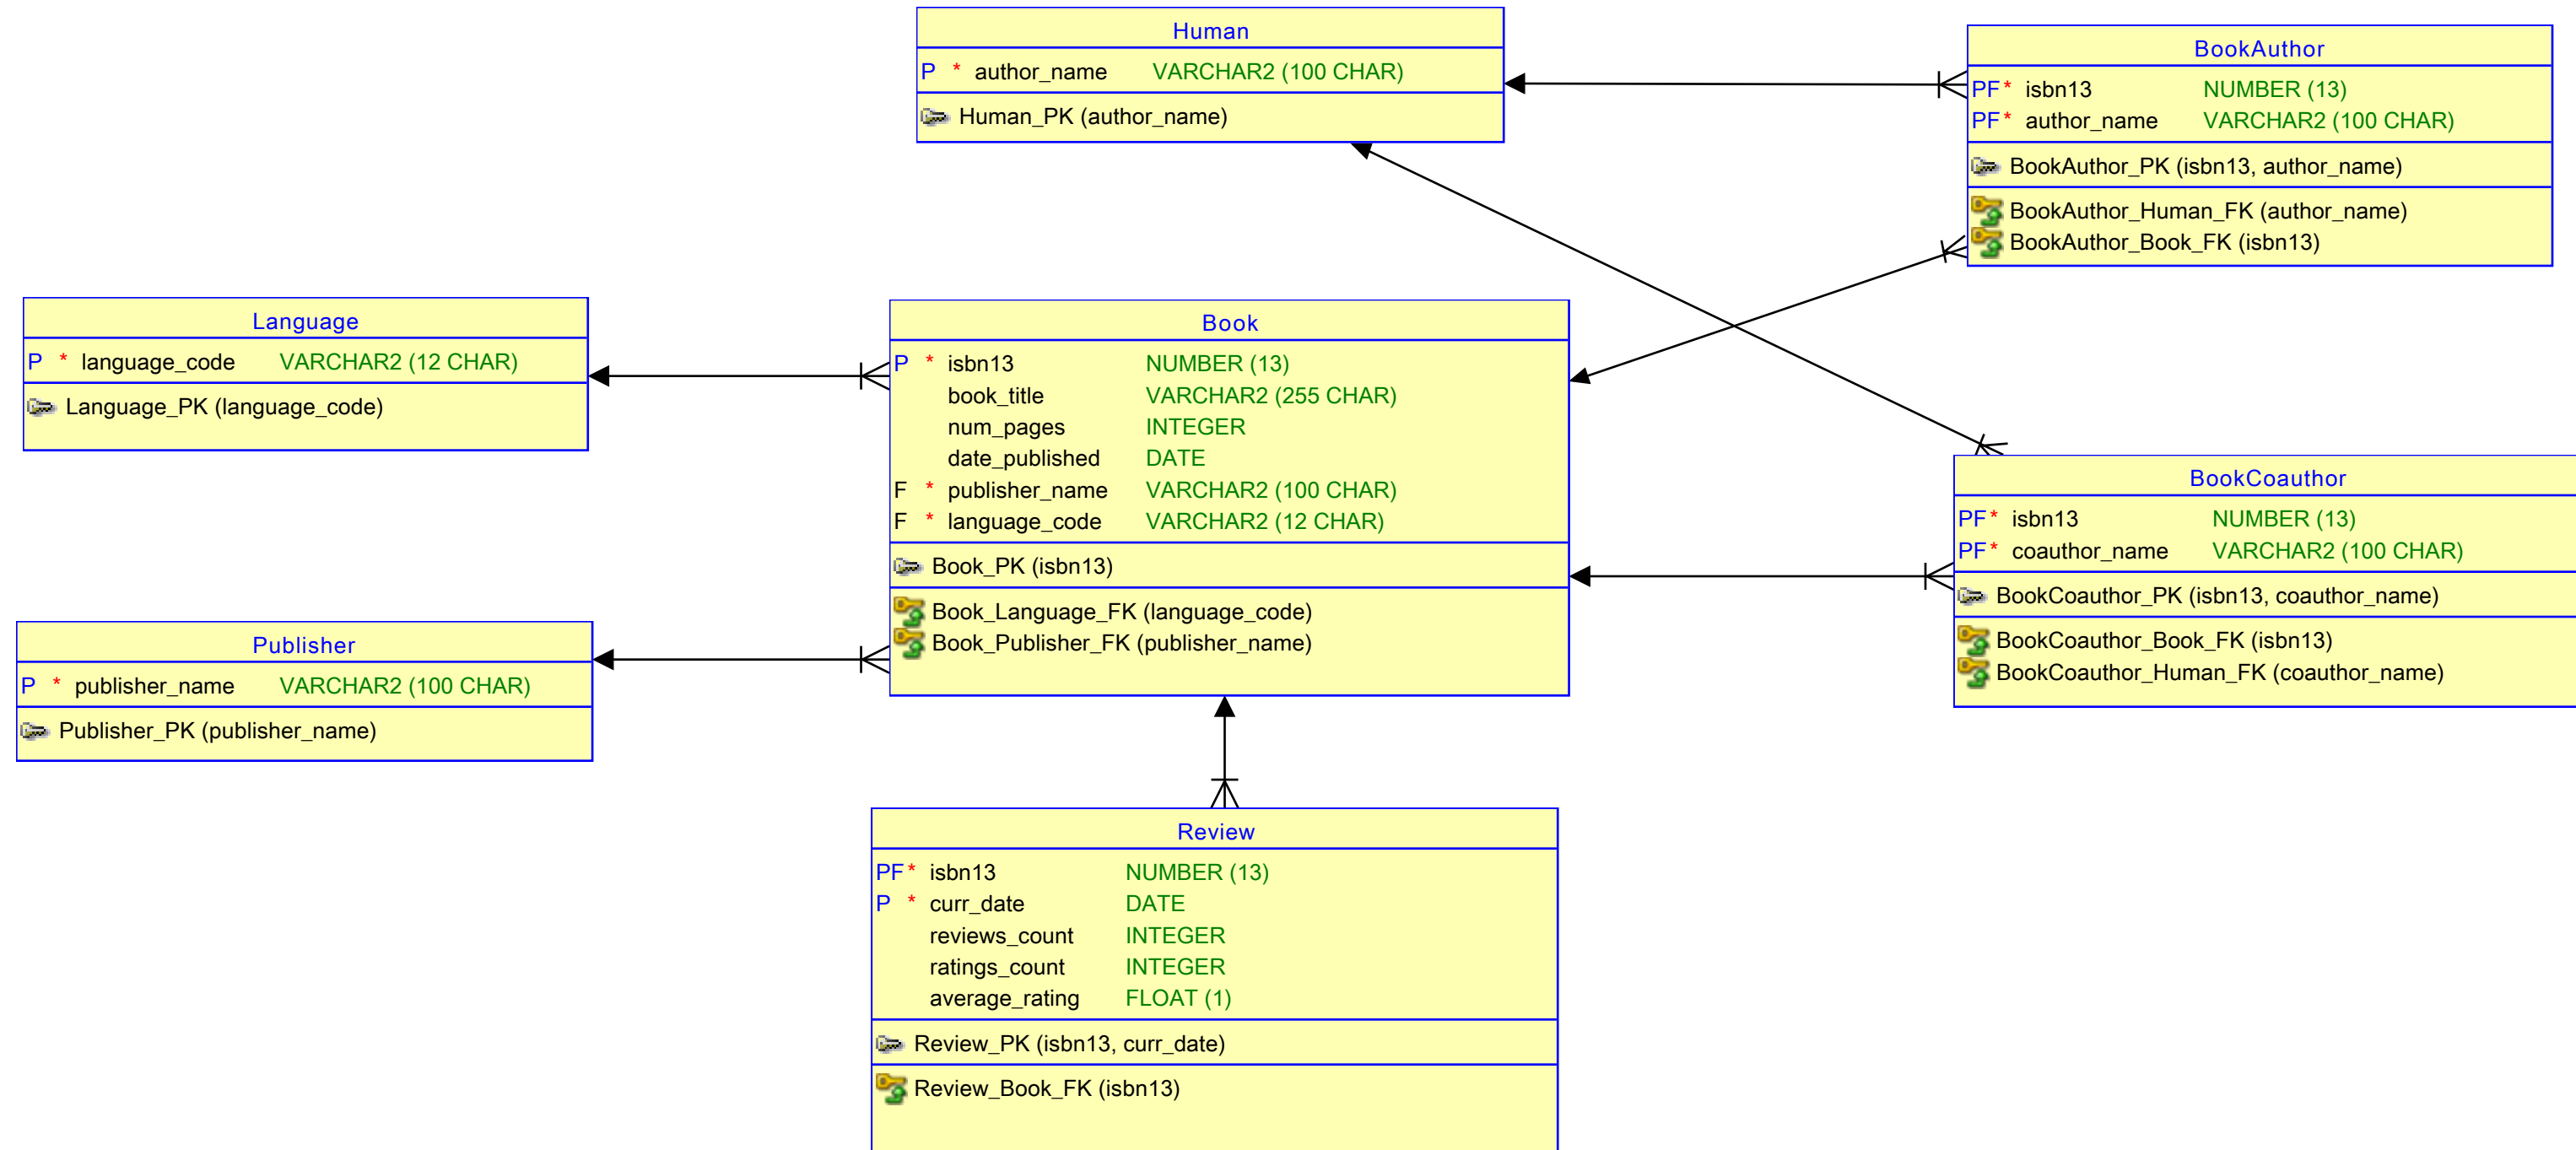 Human
P * author_name VARCHAR2 (100 CHAR)
Human_PK (author_name)
BookAuthor
PF* isbn13 NUMBER (13)
PF* author_name VARCHAR2 (100 CHAR)
BookAuthor_PK (isbn13, author_name)
BookAuthor_Human_FK (author_name)
BookAuthor_Book_FK (isbn13)
Language
P * language_code VARCHAR2 (12 CHAR)
Language_PK (language_code)
Book
P * isbn13 NUMBER (13)
book_title VARCHAR2 (255 CHAR)
num_pages INTEGER
date_published DATE
F * publisher_name VARCHAR2 (100 CHAR)
F * language_code VARCHAR2 (12 CHAR)
Book_PK (isbn13)
Book_Language_FK (language_code)
Book_Publisher_FK (publisher_name)
BookCoauthor
PF* isbn13 NUMBER (13)
PF* coauthor_name VARCHAR2 (100 CHAR)
BookCoauthor_PK (isbn13, coauthor_name)
BookCoauthor_Book_FK (isbn13)
BookCoauthor_Human_FK (coauthor_name)
Publisher
P * publisher_name VARCHAR2 (100 CHAR)
Publisher_PK (publisher_name)
Review
PF* isbn13 NUMBER (13)
P * curr_date DATE
reviews_count INTEGER
ratings_count INTEGER
average_rating FLOAT (1)
Review_PK (isbn13, curr_date)
Review_Book_FK (isbn13)